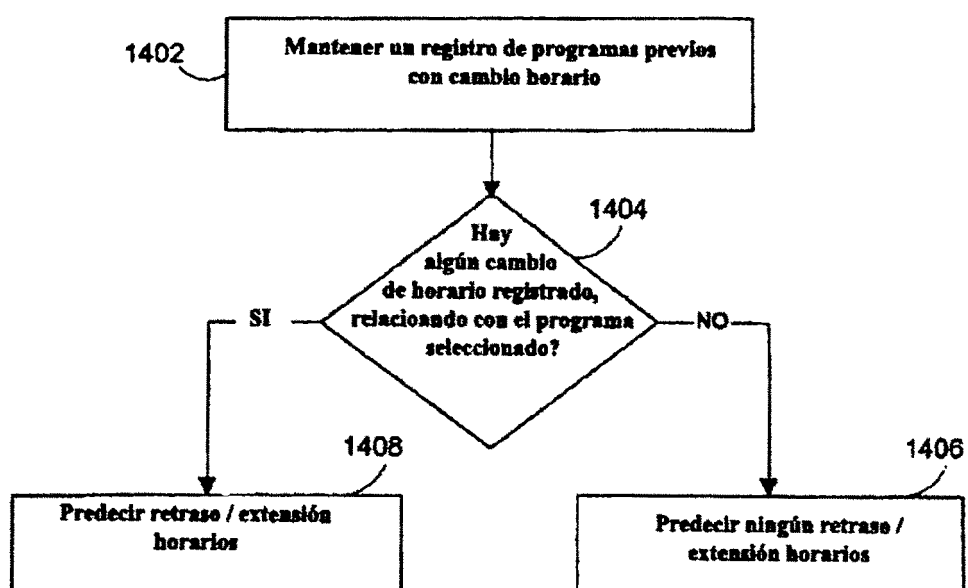 1402
Mantener un registro de programas previos
con cambio horario
1404
Hay
algún cambio
de horario registrado,
relacioando con el programa
seleccionado?
SI
NO
1408
1406
Predecir retraso / extensión
horarios
Predecir ningún retraso /
extensión horarios